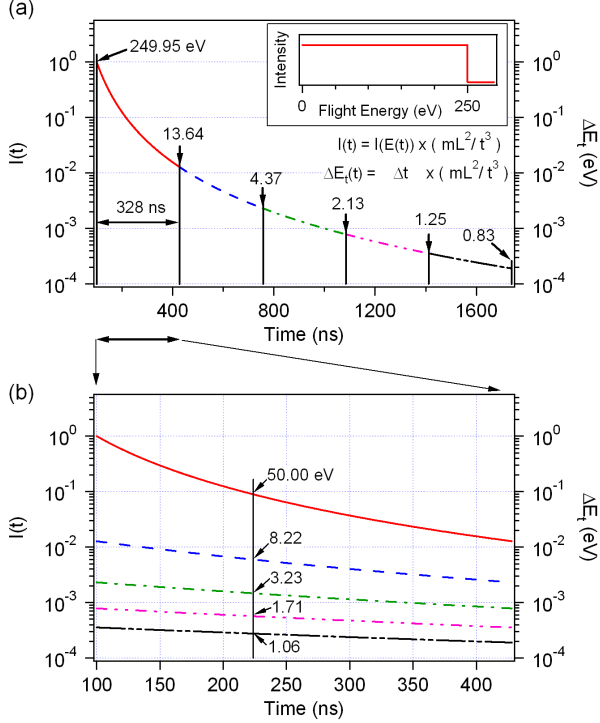 (a)
249.95 eV
13.64
4.37
2.13
1.25
0.83
328 ns
Intensity
0
250
Flight Energy (eV)
I(t) = I(E(t)) x ( mL²/ t³ )
ΔEt(t) = Δt x ( mL²/ t³ )
10⁰
10⁻¹
10⁻²
10⁻³
10⁻⁴
I(t)
10⁰
10⁻¹
10⁻²
10⁻³
10⁻⁴
ΔEt (eV)
400
800
1200
1600
Time (ns)
(b)
50.00 eV
8.22
3.23
1.71
1.06
10⁰
10⁻¹
10⁻²
10⁻³
10⁻⁴
I(t)
10⁰
10⁻¹
10⁻²
10⁻³
10⁻⁴
ΔEt (eV)
100
150
200
250
300
350
400
Time (ns)